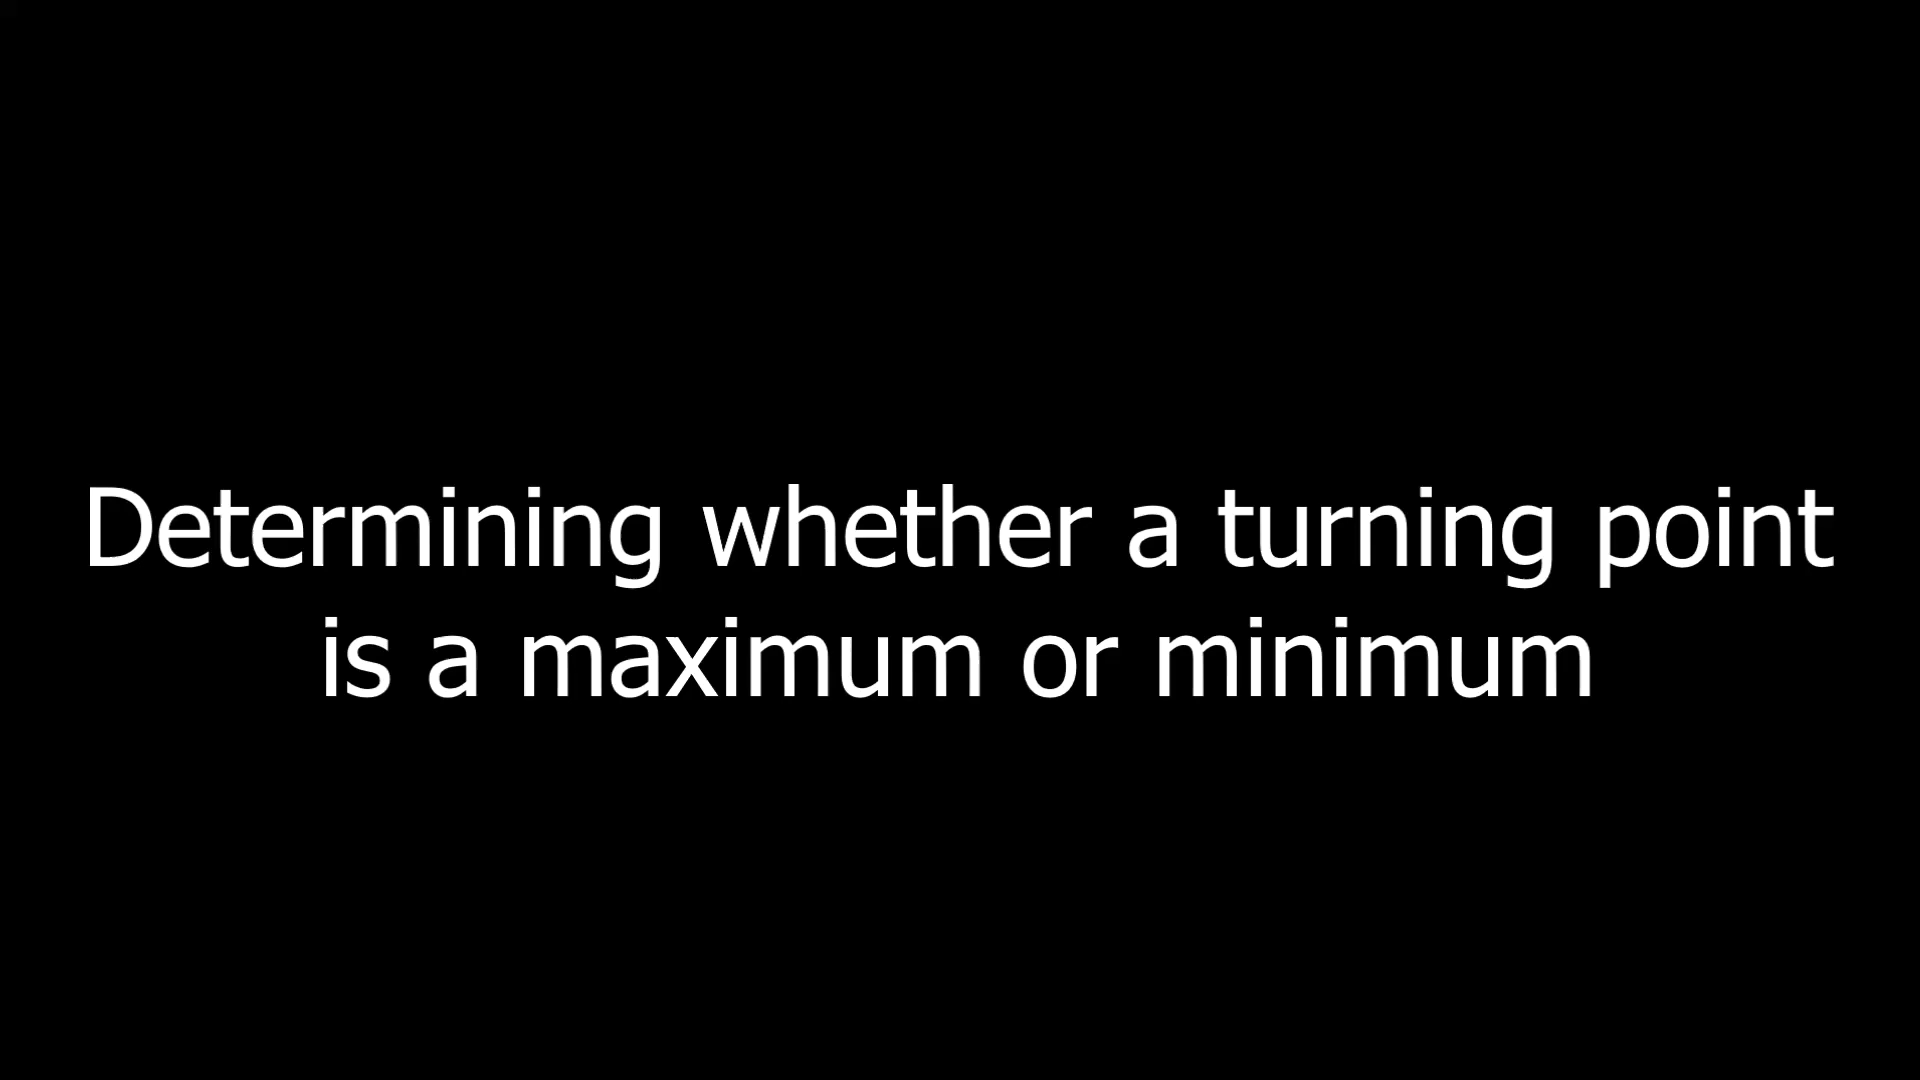 Determining whether a turning point
is a maximum or minimum